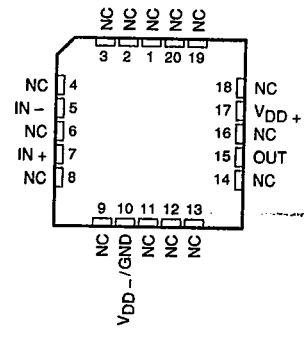 NC NC NC NC NC
3 2 1 20 19
NC 4
IN - 5
NC 6
IN + 7
NC 8
18 NC
17 VDD +
16 NC
15 OUT
14 NC
9 10 11 12 13
NC VDD - /GND NC NC NC